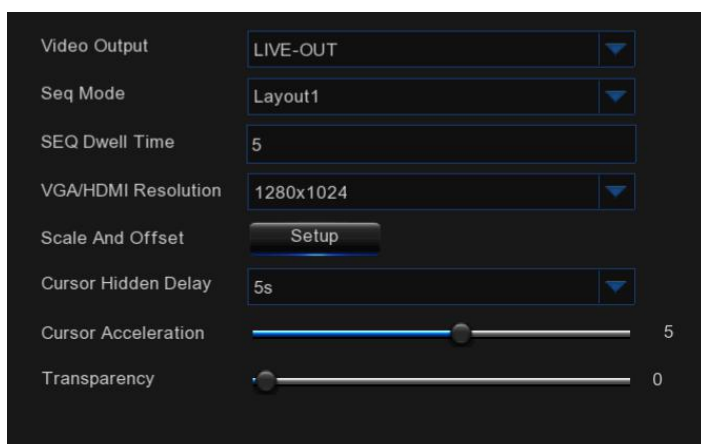 Video Output LIVE-OUT
Seq Mode Layout1
SEQ Dwell Time 5
VGA/HDMI Resolution 1280x1024
Scale And Offset Setup
Cursor Hidden Delay 5s
Cursor Acceleration 5
Transparency 0